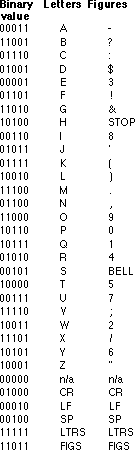 Binary Letters Figures
value
00011 A -
11001 B ?
01110 C :
01001 D $
00001 E 3
01101 F !
11010 G &
10100 H STOP
00110 I 8
01011 J '
01111 K (
10010 L )
11100 M .
01100 N ,
11000 O 9
10110 P 0
10111 Q 1
01010 R 4
00101 S BELL
10000 T 5
00111 U 7
11110 V ;
10011 W 2
11101 X /
10101 Y 6
10001 Z "
00000 n/a n/a
01000 CR CR
00010 LF LF
00100 SP SP
11111 LTRS LTRS
11011 FIGS FIGS